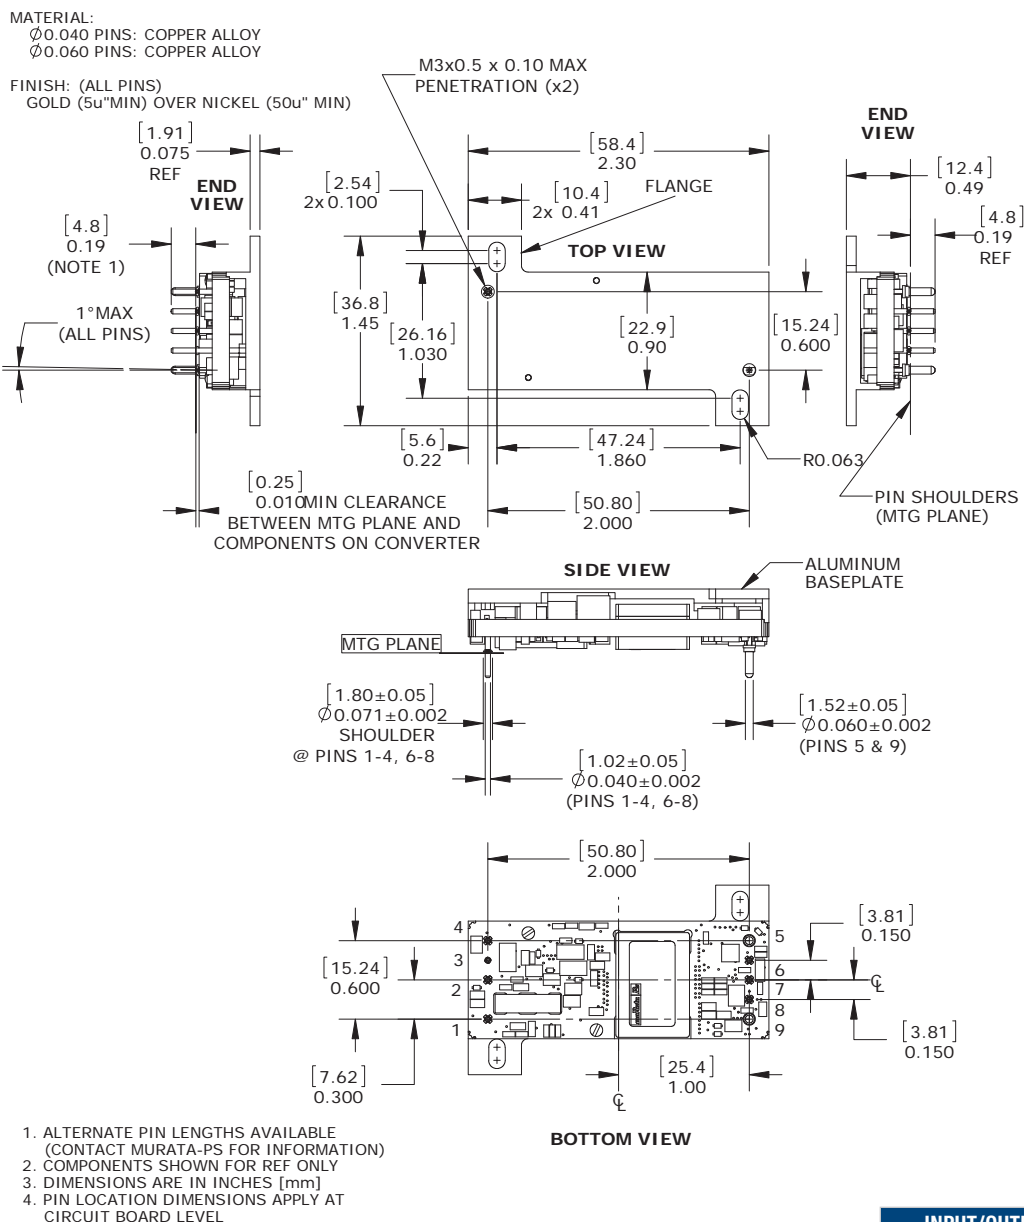 MATERIAL:
∅0.040 PINS: COPPER ALLOY
∅0.060 PINS: COPPER ALLOY
FINISH: (ALL PINS)
GOLD (5u"MIN) OVER NICKEL (50u" MIN)
M3x0.5 x 0.10 MAX
PENETRATION (x2)
[1.91]
0.075
REF
END
VIEW
[4.8]
0.19
(NOTE 1)
1°MAX
(ALL PINS)
[0.25]
0.010MIN CLEARANCE
BETWEEN MTG PLANE AND
COMPONENTS ON CONVERTER
[58.4]
2.30
[2.54]
2x 0.100
[10.4]
2x 0.41
FLANGE
TOP VIEW
[36.8]
1.45
[26.16]
1.030
[22.9]
0.90
[15.24]
0.600
[5.6]
0.22
[47.24]
1.860
R0.063
[50.80]
2.000
END
VIEW
[12.4]
0.49
[4.8]
0.19
REF
PIN SHOULDERS
(MTG PLANE)
SIDE VIEW
ALUMINUM
BASEPLATE
MTG PLANE
[1.80±0.05]
∅0.071±0.002
SHOULDER
@ PINS 1-4, 6-8
[1.02±0.05]
∅0.040±0.002
(PINS 1-4, 6-8)
[1.52±0.05]
∅0.060±0.002
(PINS 5 & 9)
[50.80]
2.000
4
3
2
1
5
6
7
8
9
[15.24]
0.600
[7.62]
0.300
[3.81]
0.150
℄
[3.81]
0.150
[25.4]
1.00
℄
BOTTOM VIEW
1. ALTERNATE PIN LENGTHS AVAILABLE
(CONTACT MURATA-PS FOR INFORMATION)
2. COMPONENTS SHOWN FOR REF ONLY
3. DIMENSIONS ARE IN INCHES [mm]
4. PIN LOCATION DIMENSIONS APPLY AT
CIRCUIT BOARD LEVEL